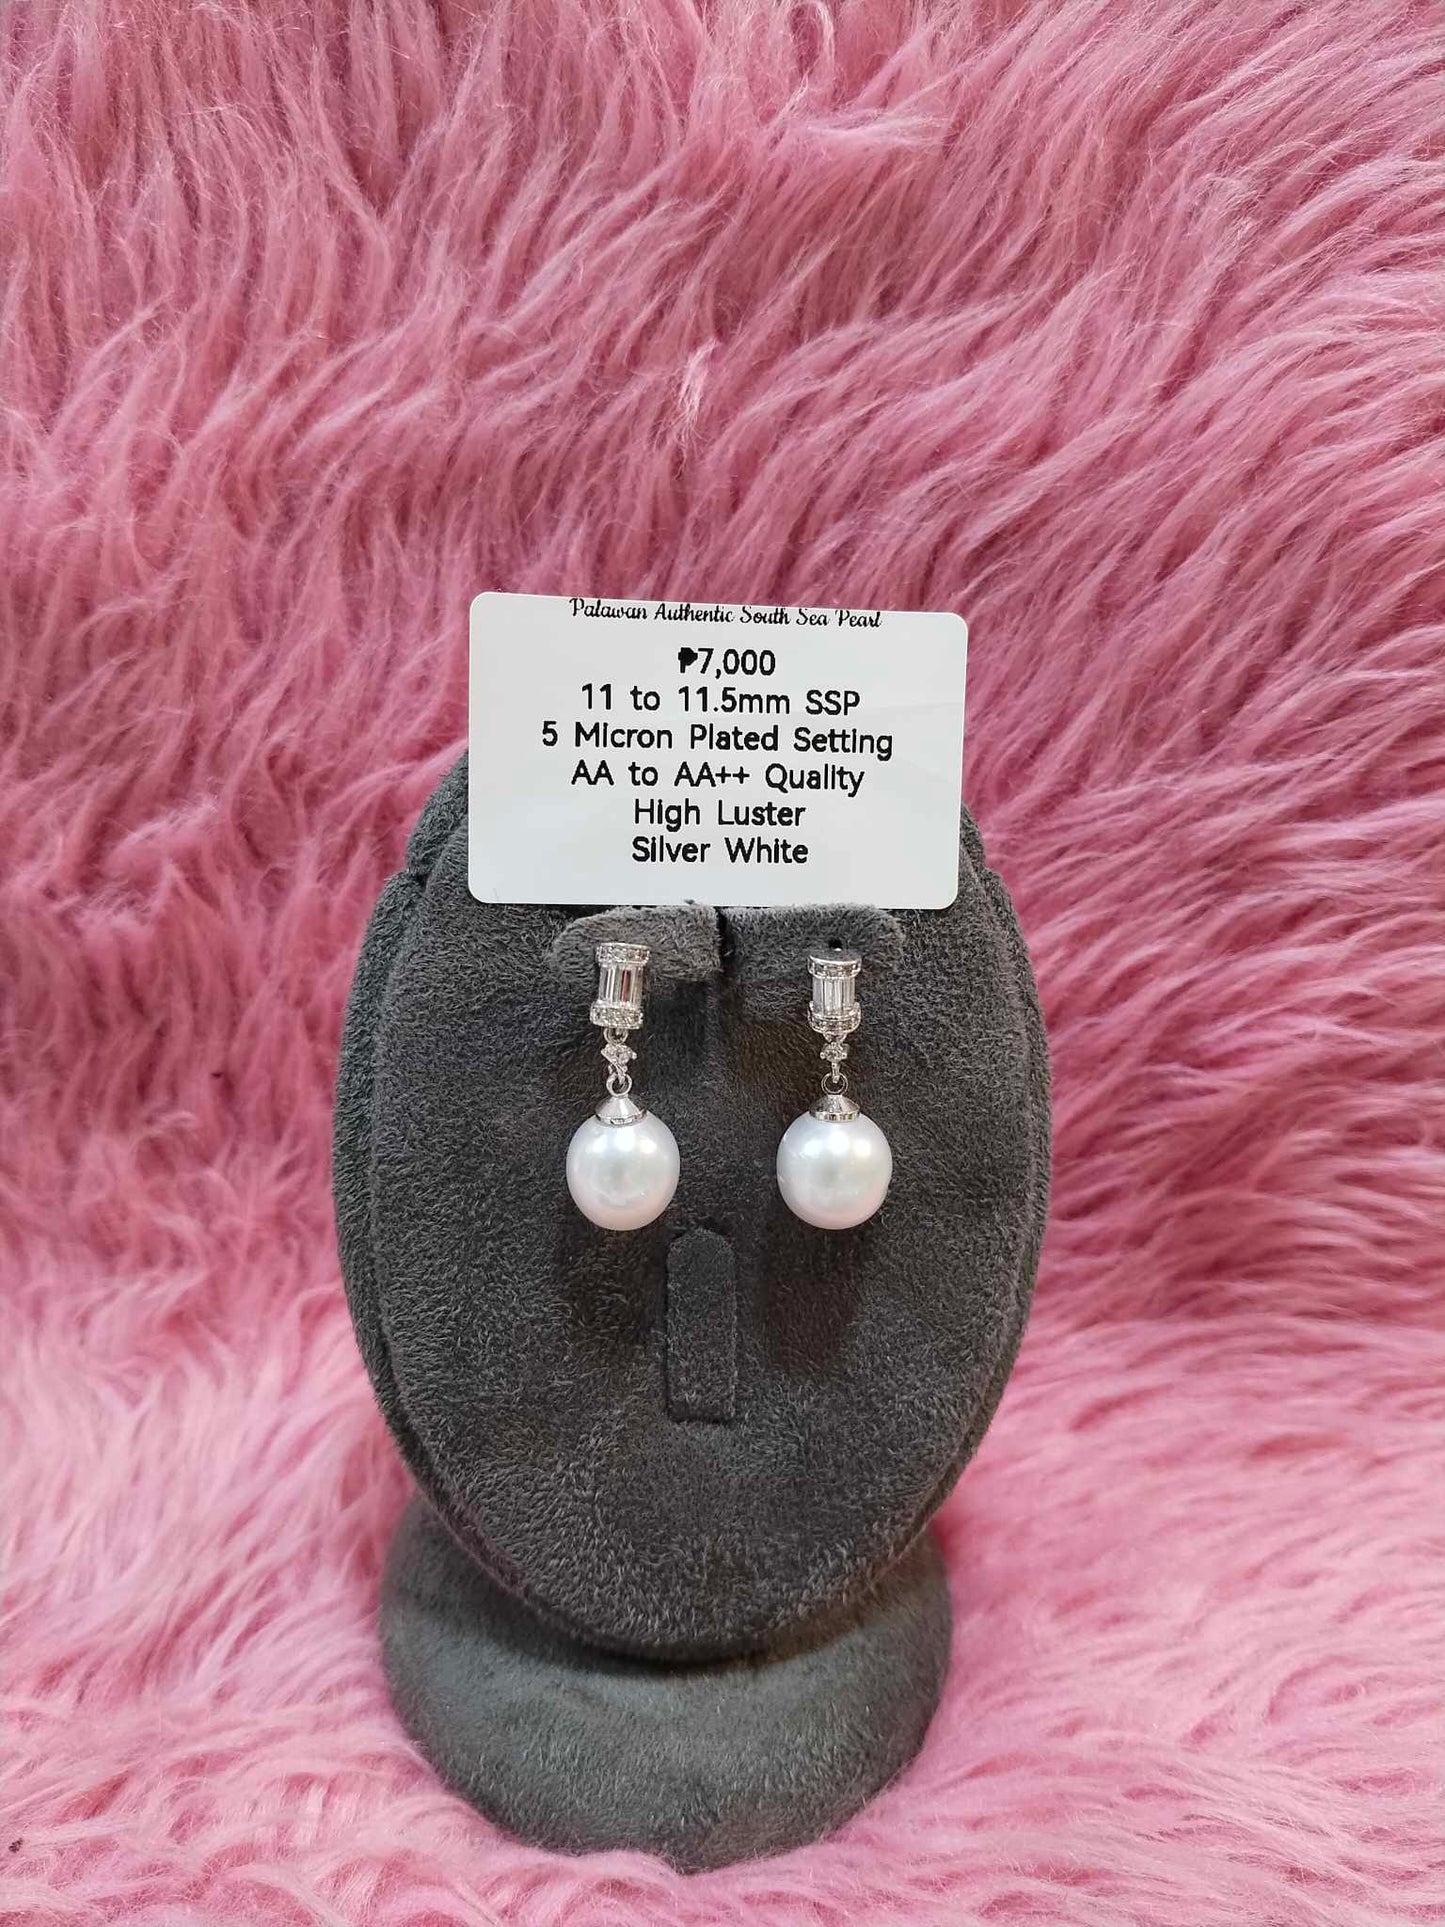 Palawan Authentic South Sea Pearl
₱7,000
11 to 11.5mm SSP
5 Micron Plated Setting
AA to AA++ Quality
High Luster
Silver White